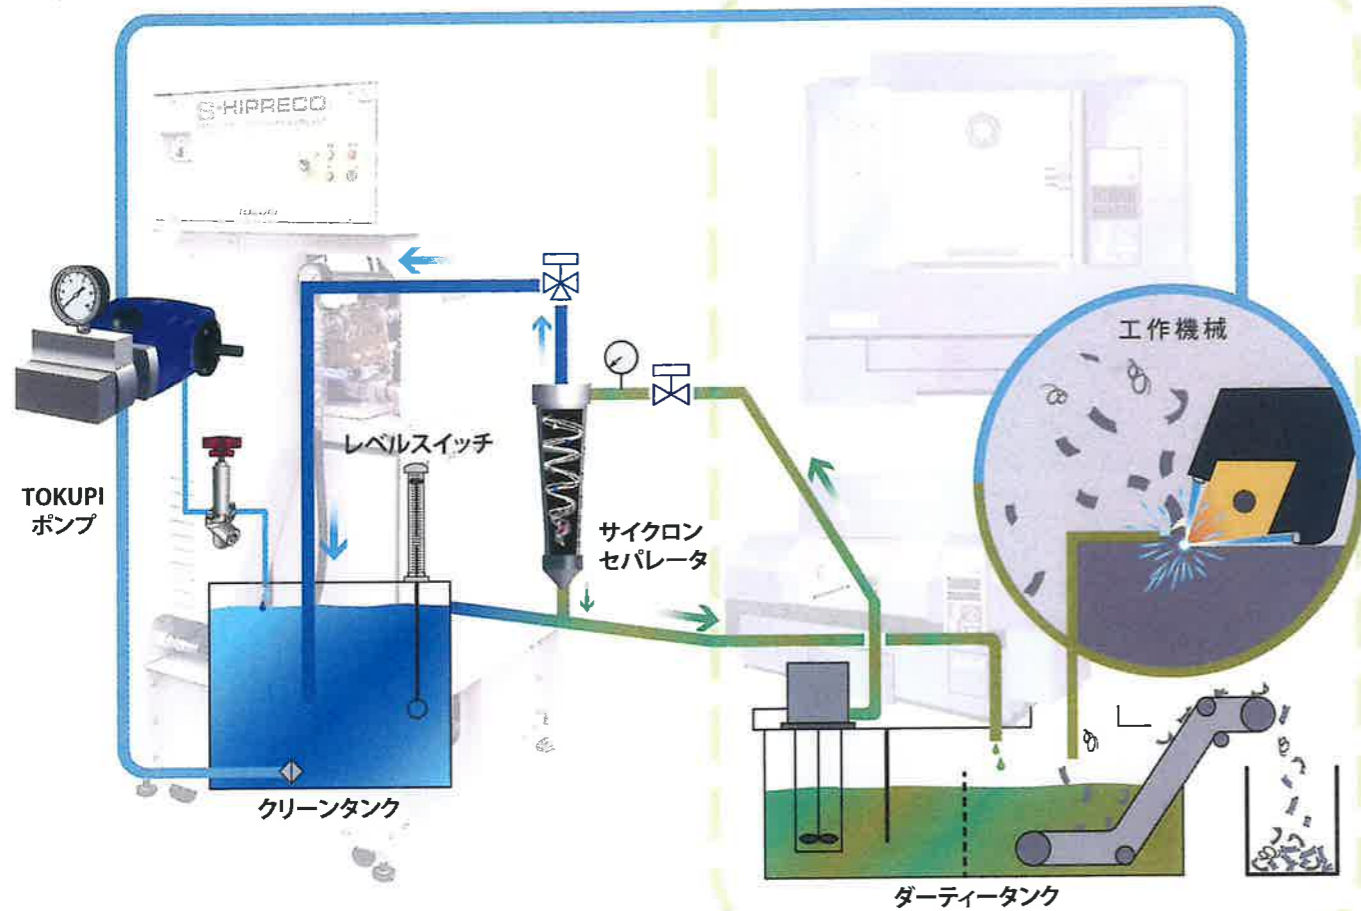 S-HIPRECO
工作機械
レベルスイッチ
TOKUPI
ポンプ
サイクロン
セパレータ
クリーンタンク
ダーティータンク